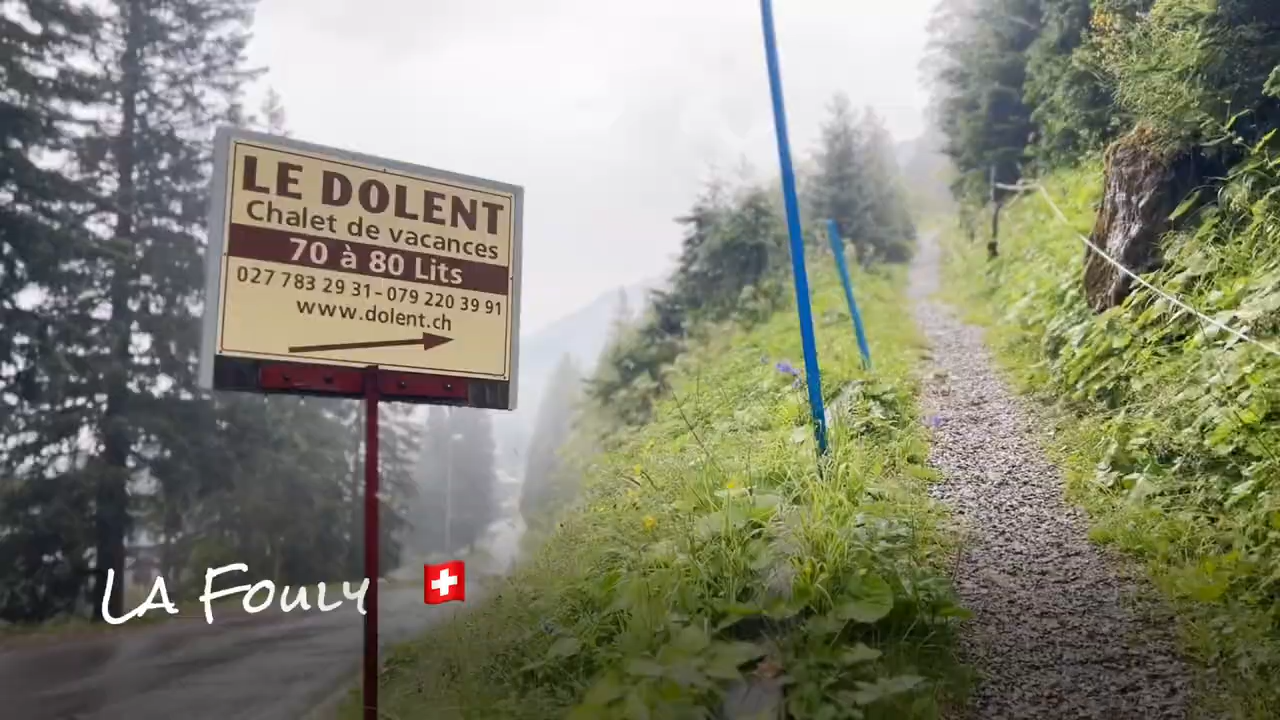 LE DOLENT
Chalet de vacances
70 à 80 Lits
027 783 29 31 - 079 220 39 91
www.dolent.ch
LA FOULY